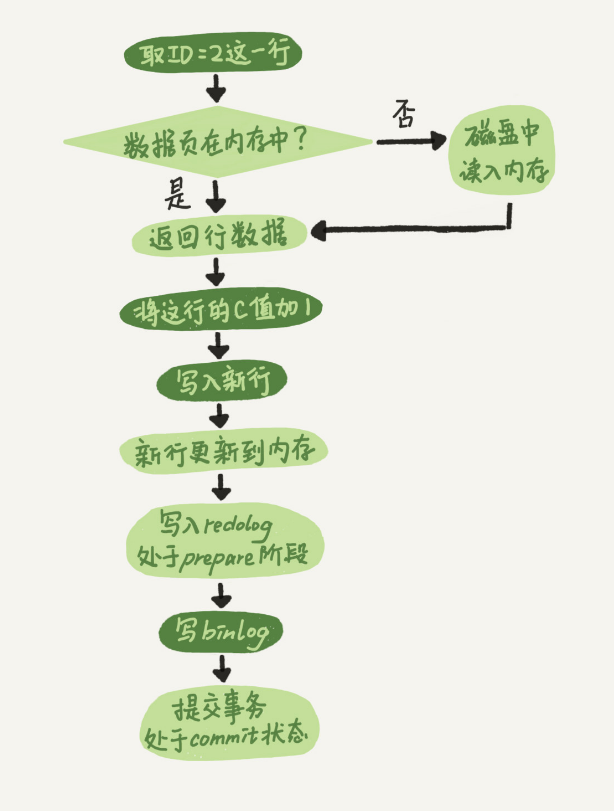 取ID=2这一行
数据页在内存中？
否
磁盘中
读入内存
是
返回行数据
将这行的C值加1
写入新行
新行更新到内存
写入redolog
处于prepare阶段
写binlog
提交事务
处于commit状态